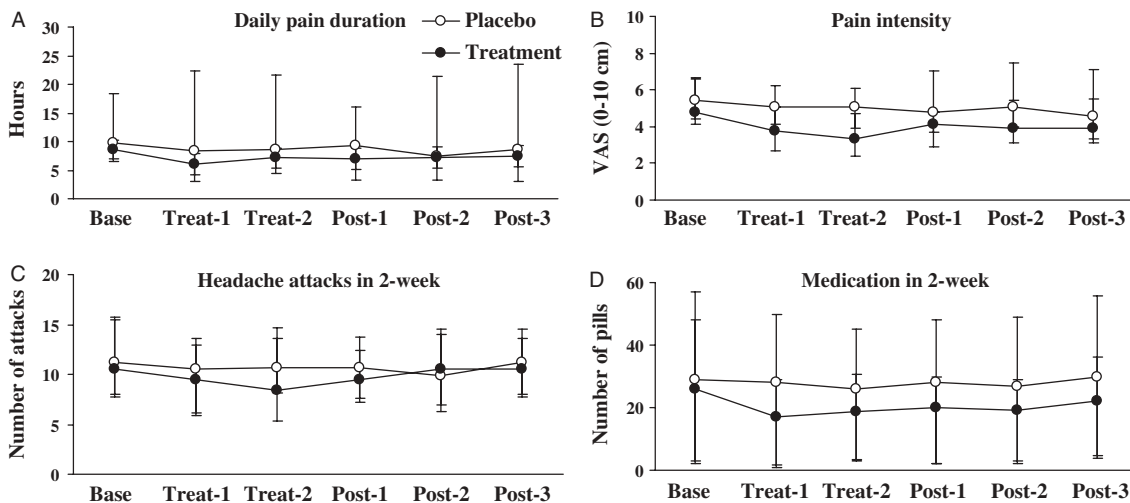 A
Daily pain duration
Placebo
Treatment
Hours
30
25
20
15
10
5
0
Base Treat-1 Treat-2 Post-1 Post-2 Post-3
B
Pain intensity
VAS (0-10 cm)
10
8
6
4
2
0
Base Treat-1 Treat-2 Post-1 Post-2 Post-3
C
Headache attacks in 2-week
Number of attacks
20
15
10
5
0
Base Treat-1 Treat-2 Post-1 Post-2 Post-3
D
Medication in 2-week
Number of pills
60
40
20
0
Base Treat-1 Treat-2 Post-1 Post-2 Post-3